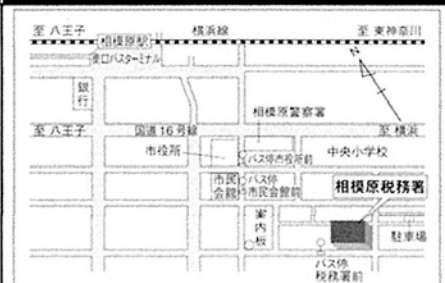 至 八王子
横浜線
至 東神奈川
相模原駅
南口バスターミナル
N
銀行
相模原警察署
至 八王子
国道16号線
至 横浜
市役所
バス停市役所前
中央小学校
市民会館
バス停
市民会館前
相模原税務署
案内板
駐車場
バス停
税務署前